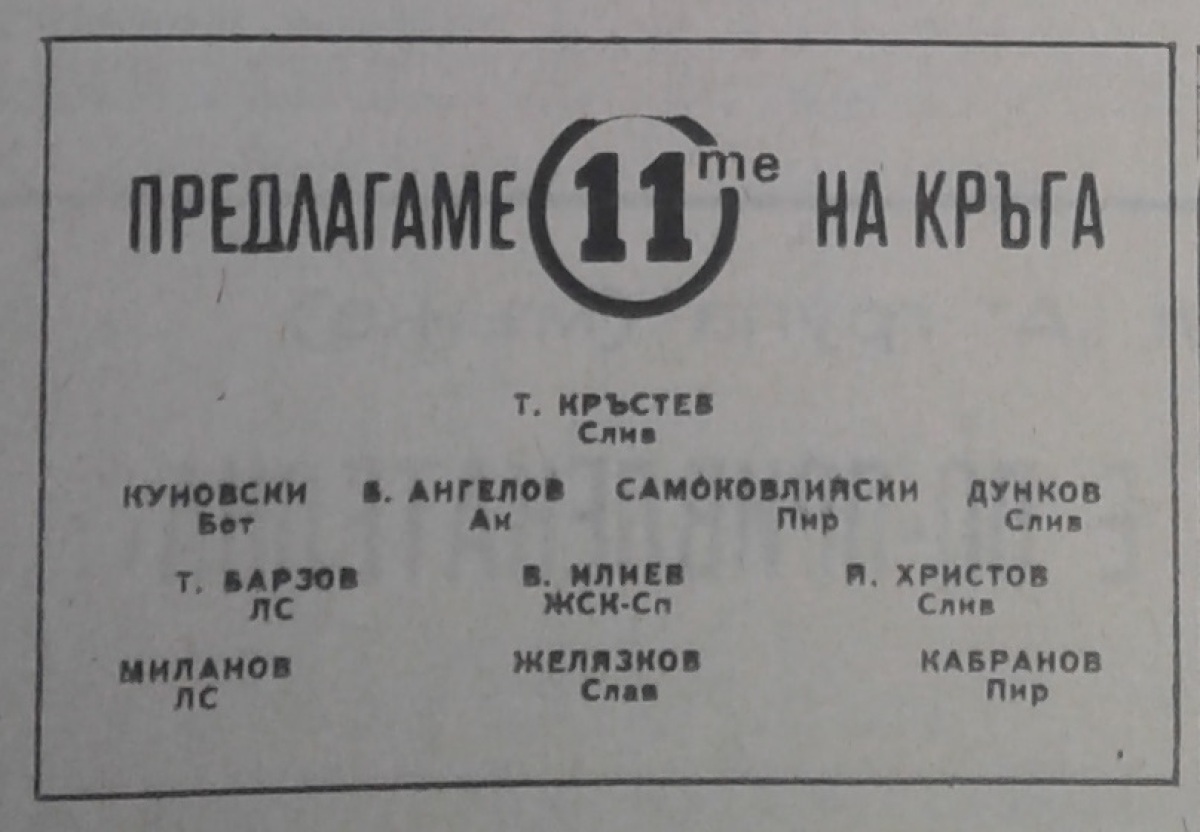 ПРЕДЛАГАМЕ 11те НА КРЪГА
Т. КРЪСТЕВ
Слив
КУНОВСКИ В. АНГЕЛОВ САМОКОВЛИЙСКИ ДУНКОВ
Бот Ак Пир Слив
Т. БАРЗОВ В. ИЛИЕВ Й. ХРИСТОВ
ЛС ЖСК-Сп Слив
МИЛАНОВ ЖЕЛЯЗКОВ КАБРАНОВ
ЛС Слав Пир